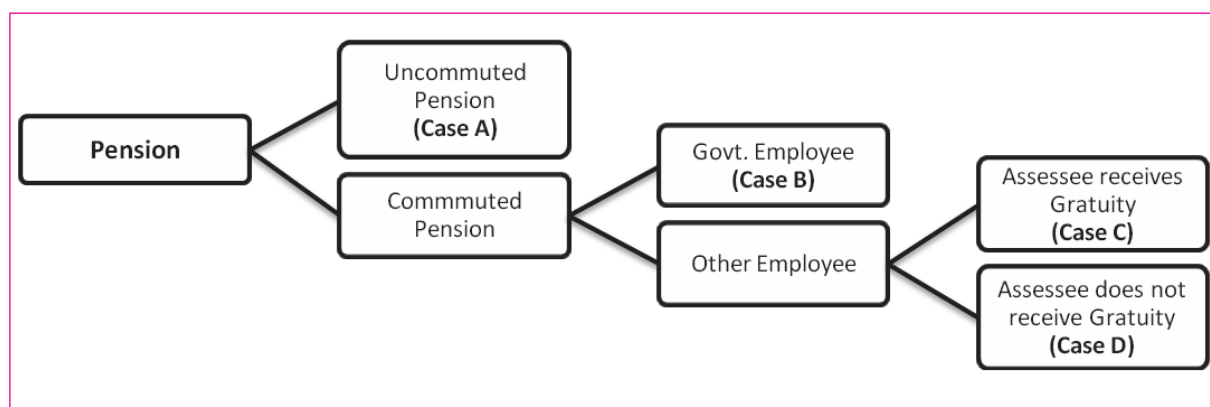 Pension
Uncommuted
Pension
(Case A)
Commmuted
Pension
Govt. Employee
(Case B)
Other Employee
Assessee receives
Gratuity
(Case C)
Assessee does not
receive Gratuity
(Case D)